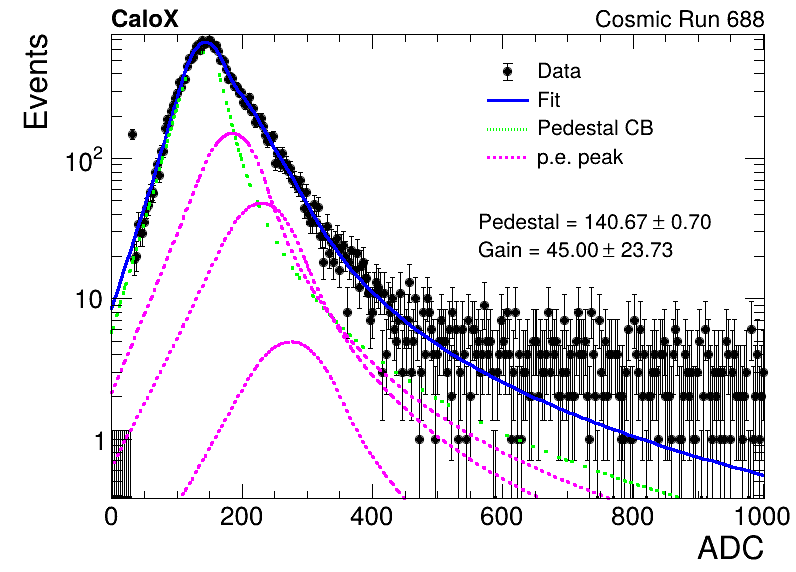 CaloX Cosmic Run 688
Events
Data
Fit
Pedestal CB
p.e. peak
Pedestal = 140.67 ± 0.70
Gain = 45.00 ± 23.73
10²
10
1
0 200 400 600 800 1000
ADC